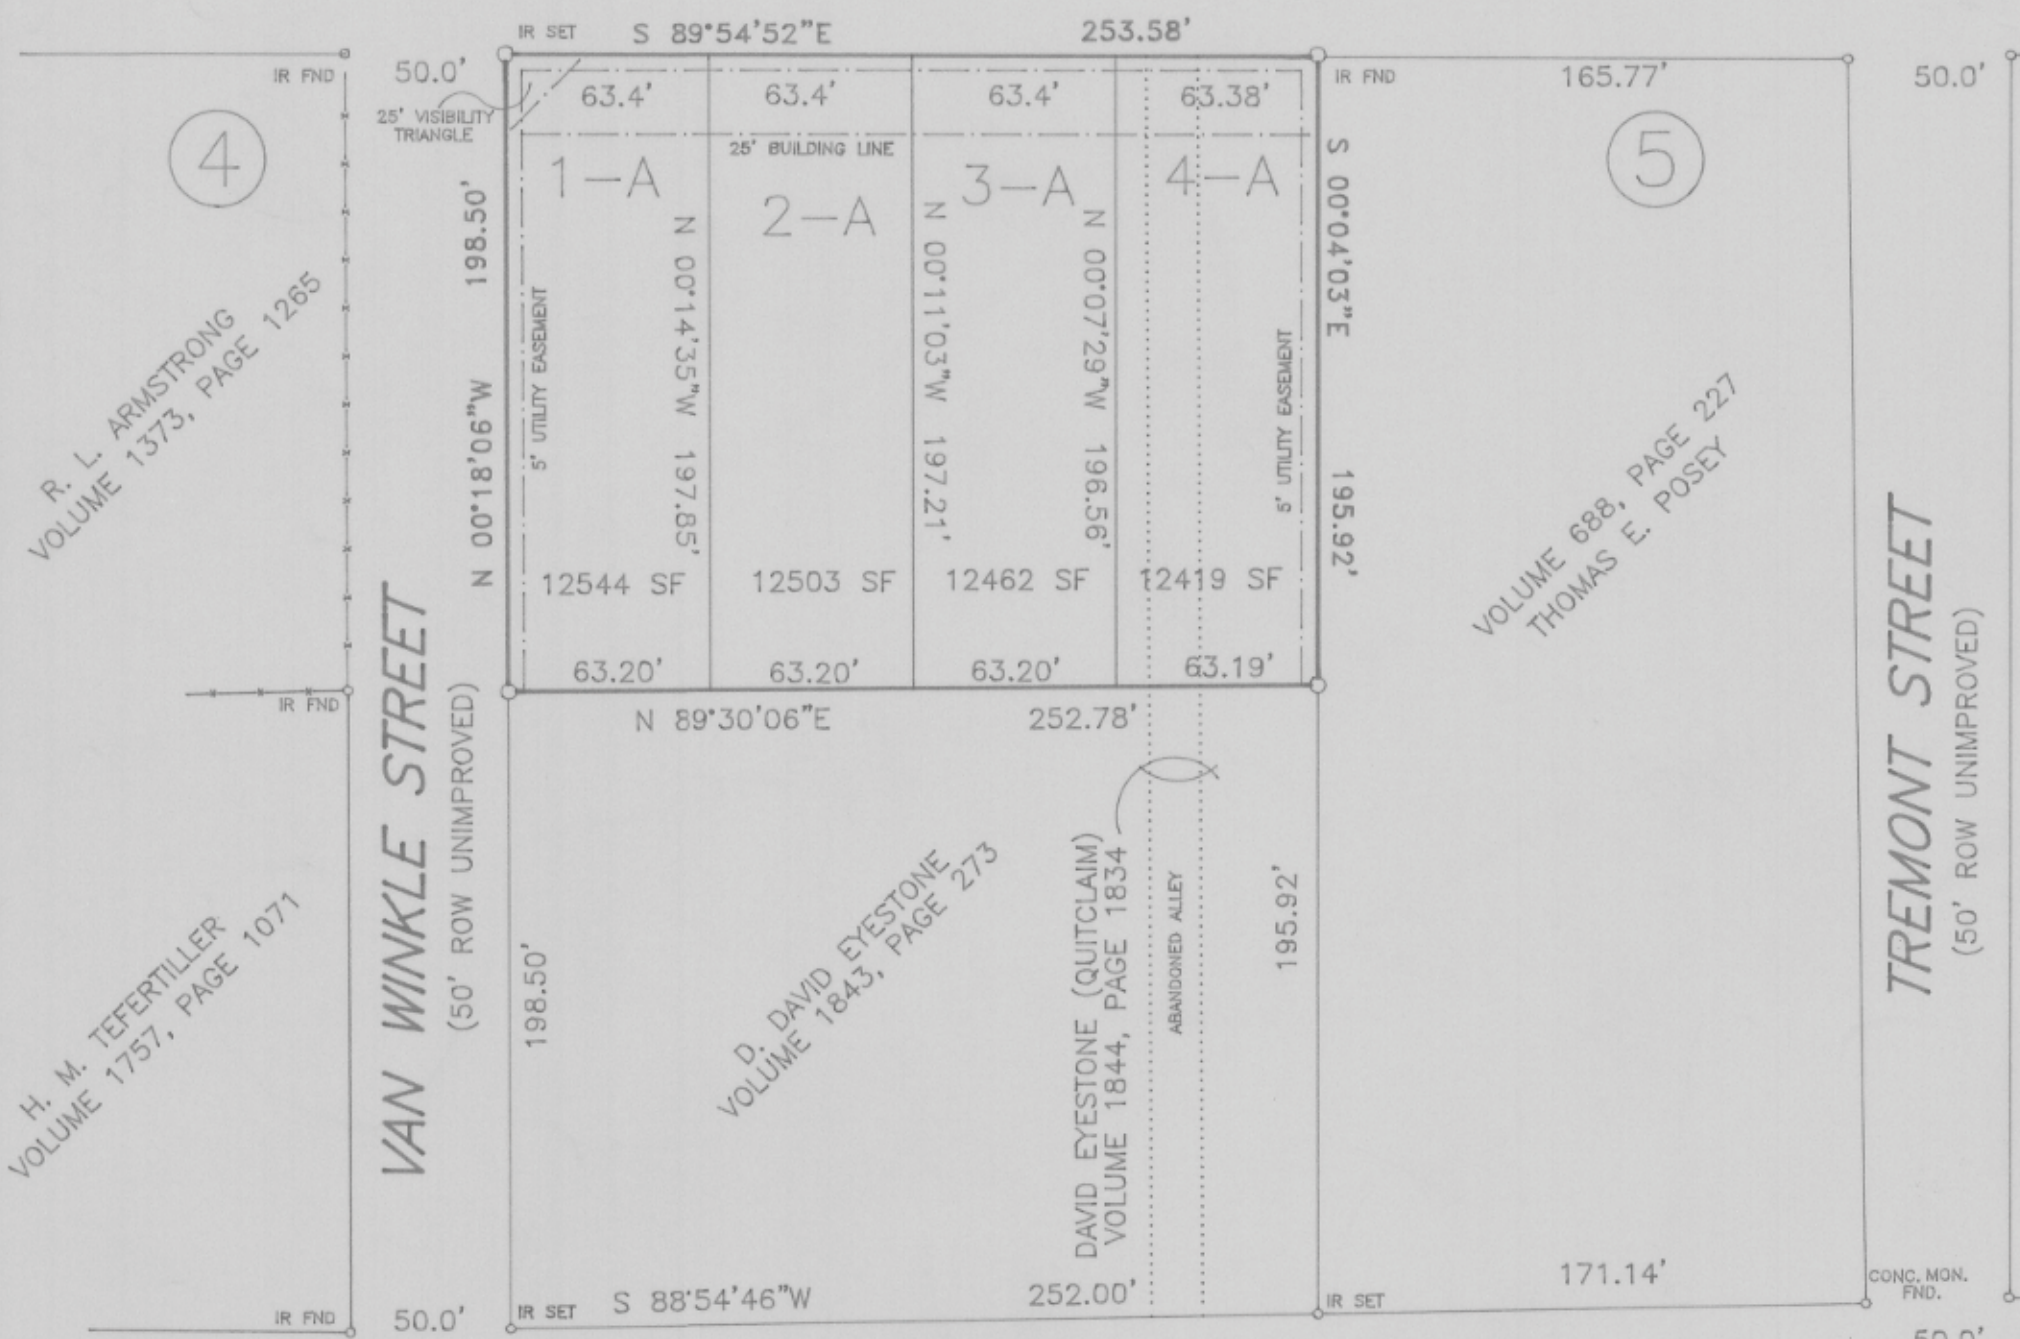 IR SET S 89°54'52"E 253.58'
IR FND
50.0'
IR FND
165.77'
50.0'
4
25' VISIBILITY
TRIANGLE
63.4'
63.4'
63.4'
63.38'
25' BUILDING LINE
5
1-A
2-A
3-A
4-A
198.50'
N 00°18'06"W
5' UTILITY EASEMENT
N 00°14'35"W 197.85'
N 00°11'03"W 197.21'
N 00°07'29"W 196.56'
5' UTILITY EASEMENT
S 00°04'03"E 195.92'
R. L. ARMSTRONG
VOLUME 1373, PAGE 1265
VOLUME 688, PAGE 227
THOMAS E. POSEY
12544 SF
12503 SF
12462 SF
12419 SF
63.20'
63.20'
63.20'
63.19'
IR FND
N 89°30'06"E 252.78'
VAN WINKLE STREET
(50' ROW UNIMPROVED)
TREMONT STREET
(50' ROW UNIMPROVED)
H. M. TEFERTILLER
VOLUME 1757, PAGE 1071
198.50'
D. DAVID EYESTONE
VOLUME 1843, PAGE 273
DAVID EYESTONE (QUITCLAIM)
VOLUME 1844, PAGE 1834
ABANDONED ALLEY
195.92'
IR FND
50.0'
IR SET
S 88°54'46"W 252.00'
IR SET
171.14'
CONC. MON.
FND.
50.0'